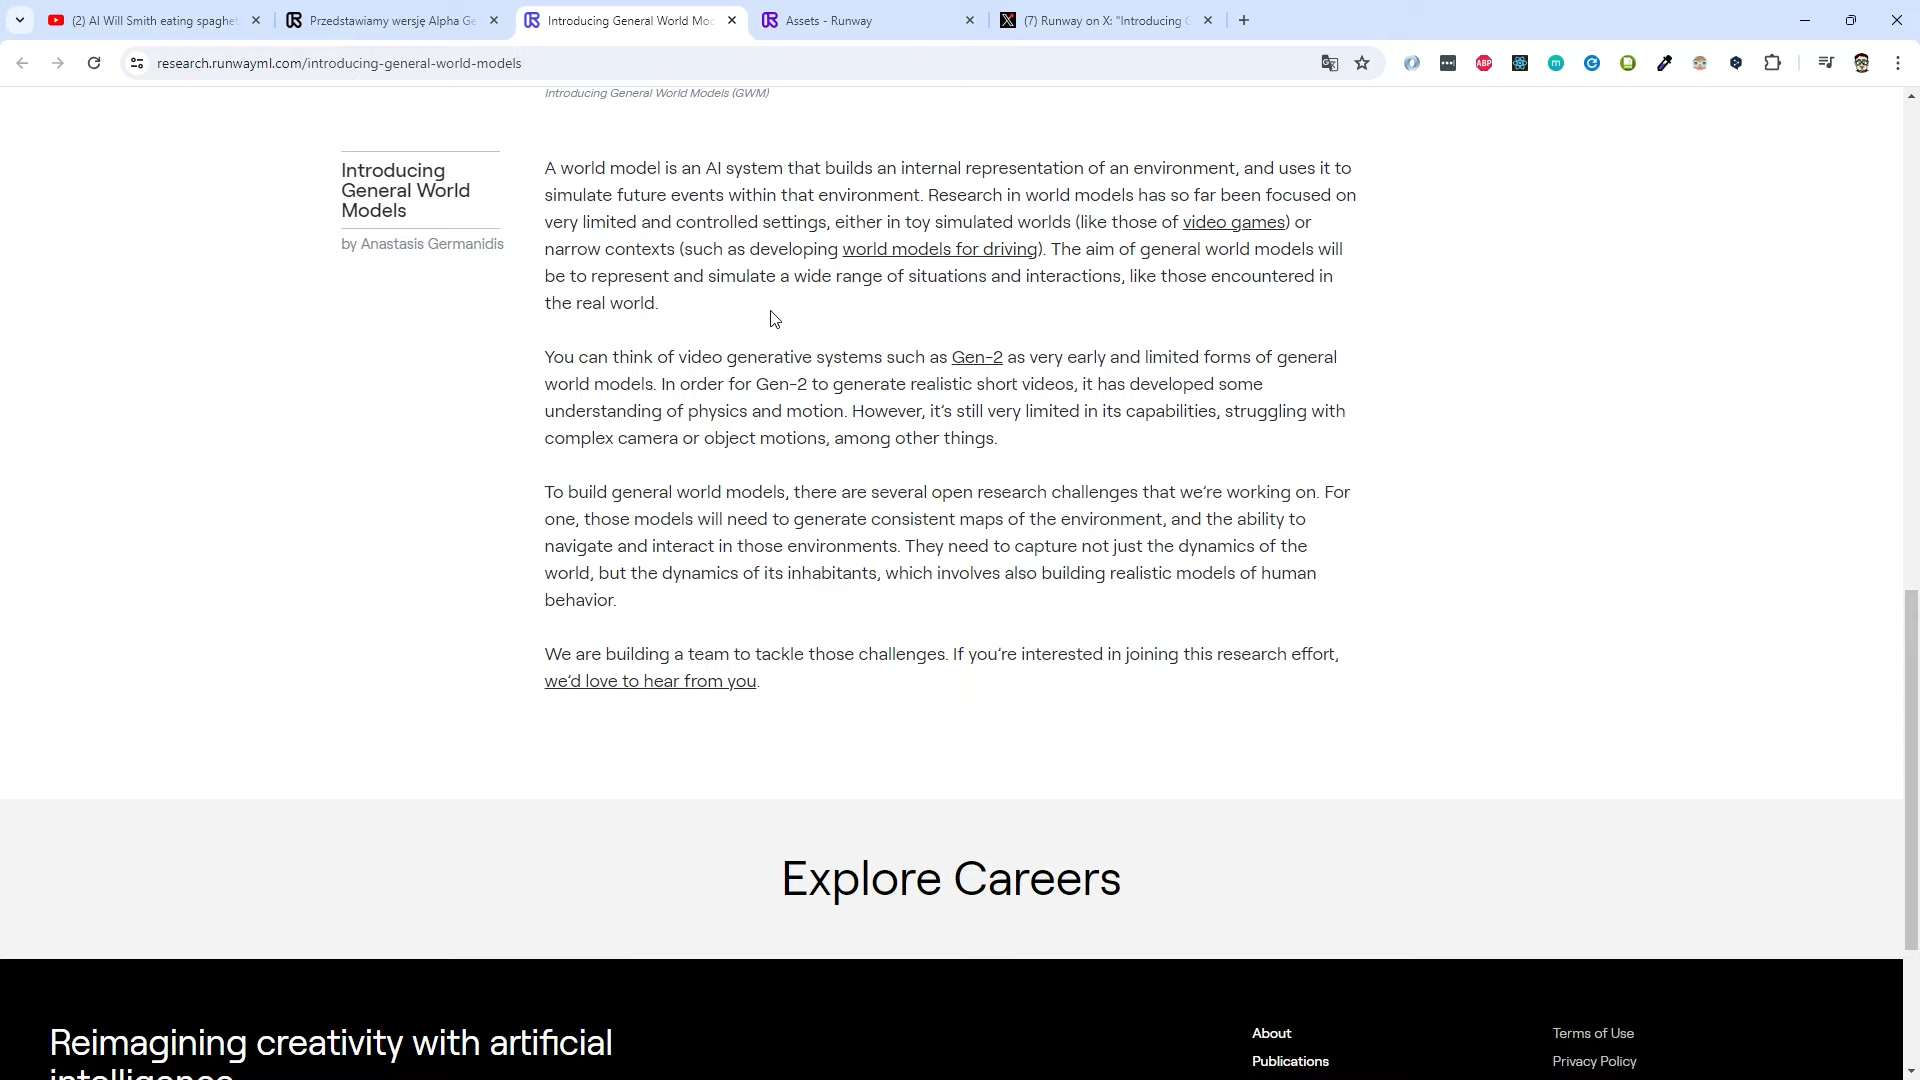 (2) AI Will Smith eating spaghet
Przedstawiamy wersję Alpha Ge
Introducing General World Mod
Assets - Runway
(7) Runway on X: "Introducing G
research.runwayml.com/introducing-general-world-models
ABP
Introducing General World Models (GWM)
Introducing
General World
Models
by Anastasis Germanidis
A world model is an AI system that builds an internal representation of an environment, and uses it to
simulate future events within that environment. Research in world models has so far been focused on
very limited and controlled settings, either in toy simulated worlds (like those of video games) or
narrow contexts (such as developing world models for driving). The aim of general world models will
be to represent and simulate a wide range of situations and interactions, like those encountered in
the real world.
You can think of video generative systems such as Gen-2 as very early and limited forms of general
world models. In order for Gen-2 to generate realistic short videos, it has developed some
understanding of physics and motion. However, it’s still very limited in its capabilities, struggling with
complex camera or object motions, among other things.
To build general world models, there are several open research challenges that we’re working on. For
one, those models will need to generate consistent maps of the environment, and the ability to
navigate and interact in those environments. They need to capture not just the dynamics of the
world, but the dynamics of its inhabitants, which involves also building realistic models of human
behavior.
We are building a team to tackle those challenges. If you’re interested in joining this research effort,
we’d love to hear from you.
Explore Careers
Reimagining creativity with artificial
intelligence
About
Publications
Terms of Use
Privacy Policy